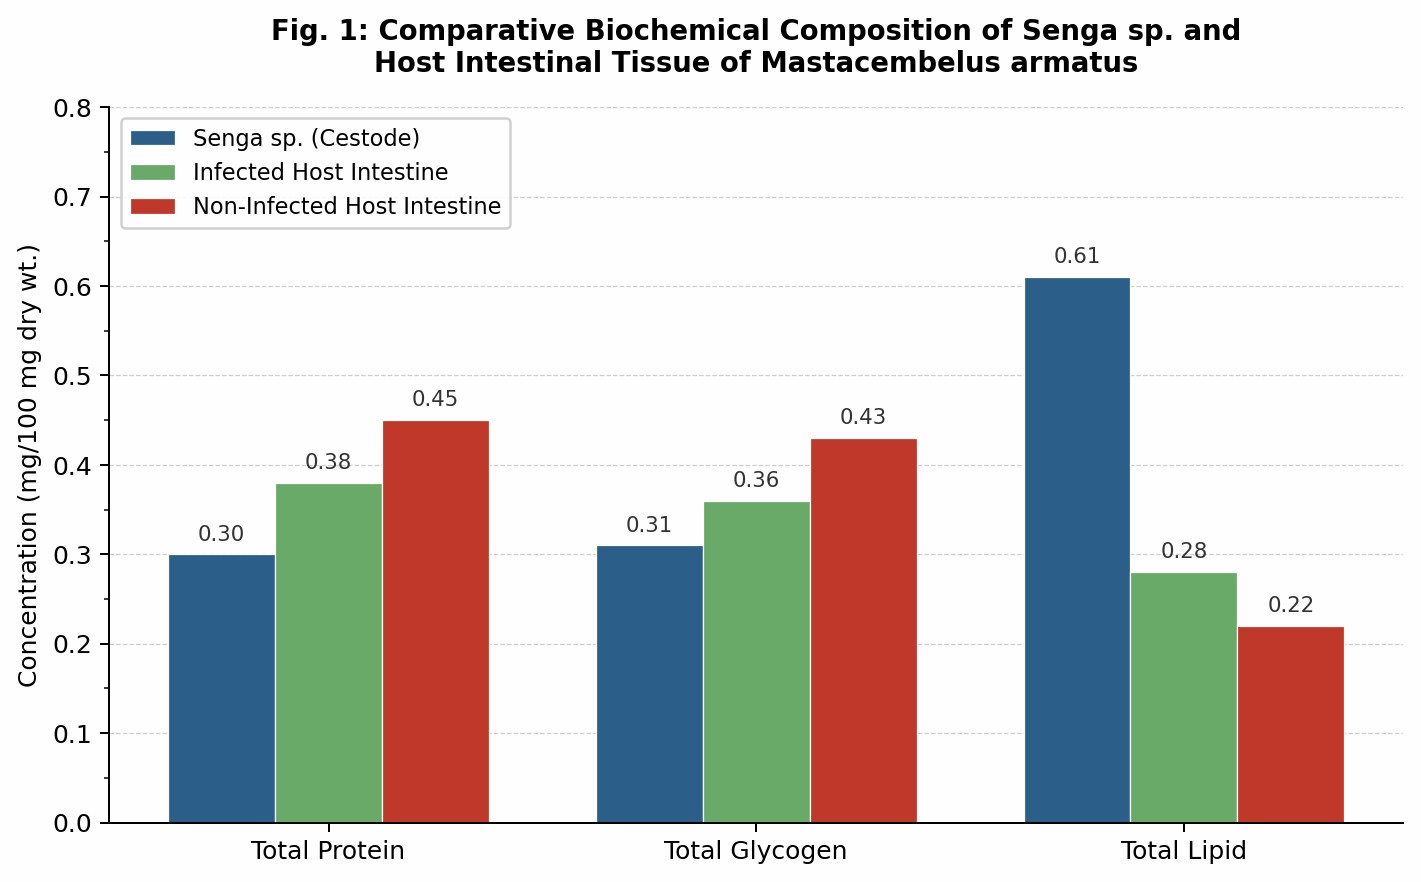 Fig. 1: Comparative Biochemical Composition of Senga sp. and
Host Intestinal Tissue of Mastacembelus armatus
Concentration (mg/100 mg dry wt.)
0.8
0.7
0.6
0.5
0.4
0.3
0.2
0.1
0.0
Senga sp. (Cestode)
Infected Host Intestine
Non-Infected Host Intestine
0.30
0.38
0.45
0.31
0.36
0.43
0.61
0.28
0.22
Total Protein
Total Glycogen
Total Lipid